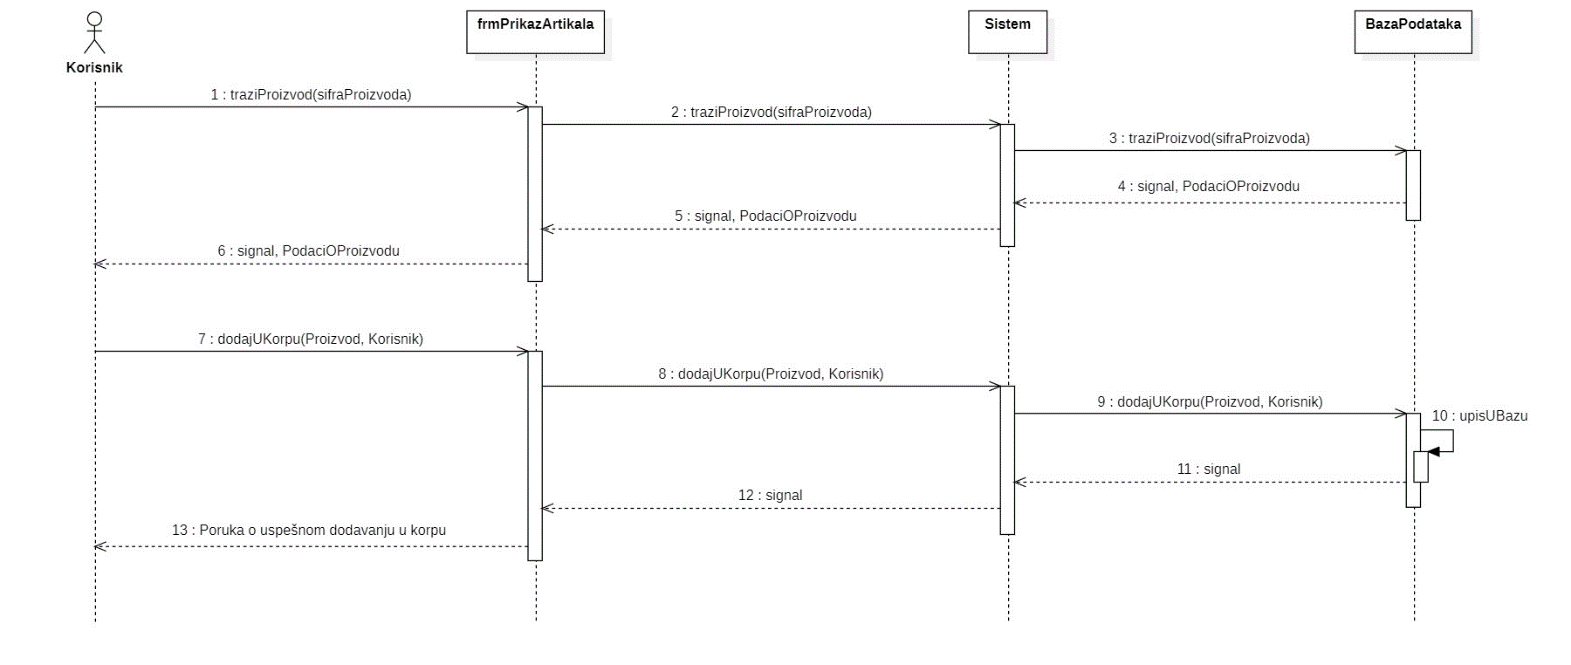 frmPrikazArtikala
Sistem
BazaPodataka
Korisnik
1 : traziProizvod(sifraProizvoda)
2 : traziProizvod(sifraProizvoda)
3 : traziProizvod(sifraProizvoda)
4 : signal, PodaciOProizvodu
5 : signal, PodaciOProizvodu
6 : signal, PodaciOProizvodu
7 : dodajUKorpu(Proizvod, Korisnik)
8 : dodajUKorpu(Proizvod, Korisnik)
9 : dodajUKorpu(Proizvod, Korisnik)
10 : upisUBazu
11 : signal
12 : signal
13 : Poruka o uspešnom dodavanju u korpu